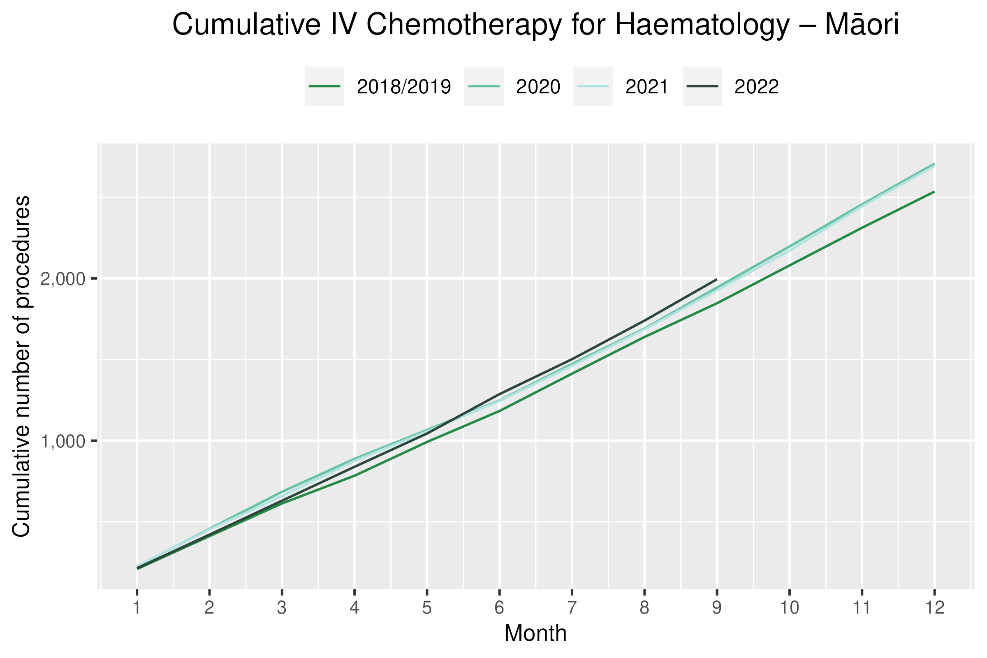 Cumulative IV Chemotherapy for Haematology – Māori
2018/2019 2020 2021 2022
Cumulative number of procedures
2,000
1,000
1 2 3 4 5 6 7 8 9 10 11 12
Month